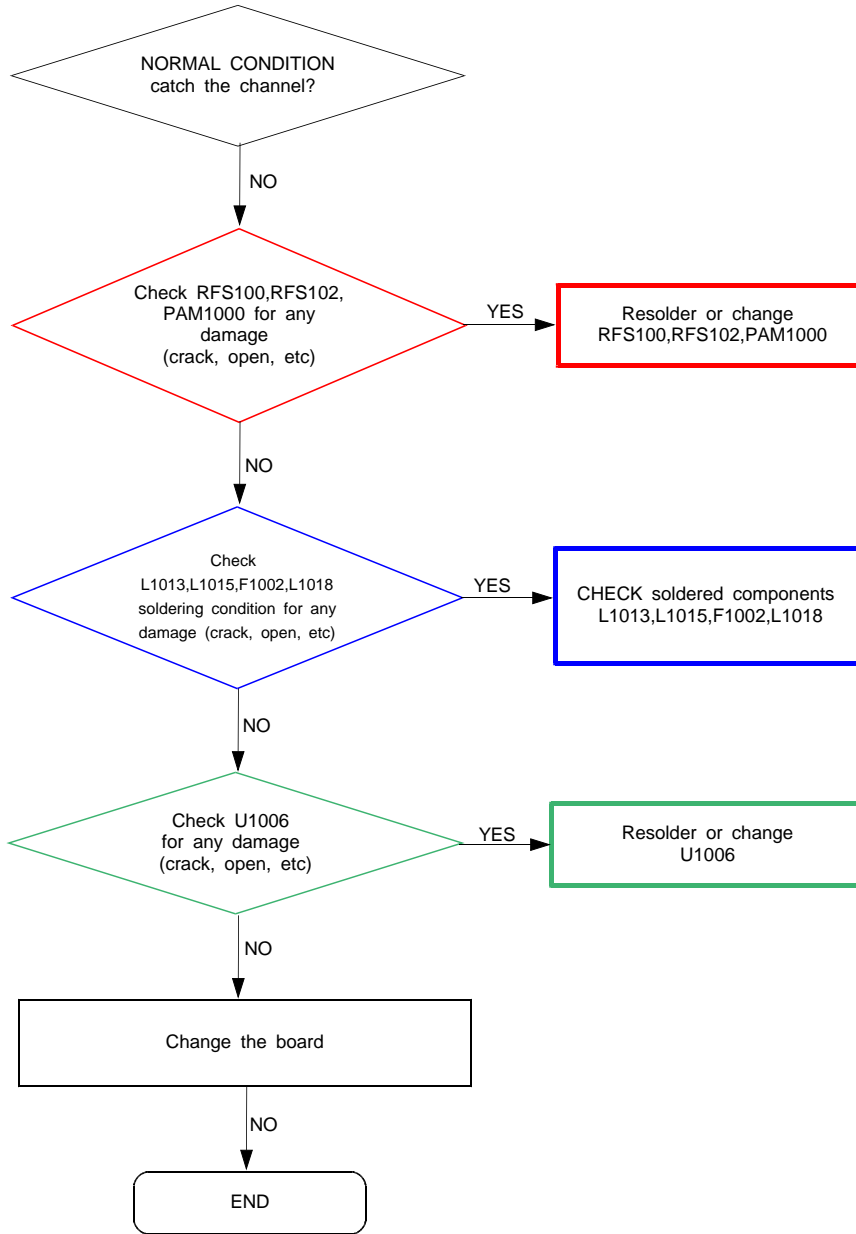 NORMAL CONDITION
catch the channel?
NO
Check RFS100,RFS102,
PAM1000 for any
damage
(crack, open, etc)
YES
Resolder or change
RFS100,RFS102,PAM1000
NO
Check
L1013,L1015,F1002,L1018
soldering condition for any
damage (crack, open, etc)
YES
CHECK soldered components
L1013,L1015,F1002,L1018
NO
Check U1006
for any damage
(crack, open, etc)
YES
Resolder or change
U1006
NO
Change the board
NO
END